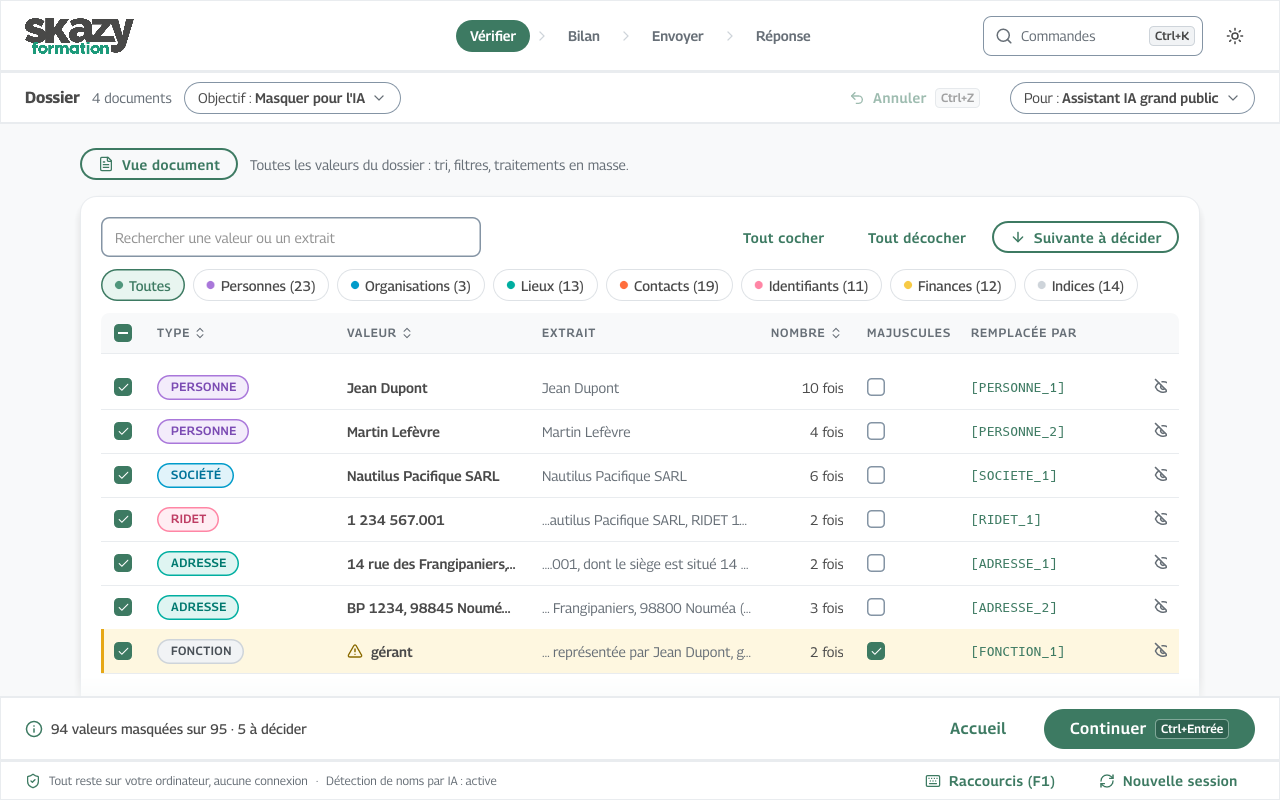 skazy
formation
Vérifier
Bilan
Envoyer
Réponse
Commandes
Ctrl+K
Dossier
4 documents
Objectif : Masquer pour l'IA
Annuler
Ctrl+Z
Pour : Assistant IA grand public
Vue document
Toutes les valeurs du dossier : tri, filtres, traitements en masse.
Rechercher une valeur ou un extrait
Tout cocher
Tout décocher
Suivante à décider
Toutes
Personnes (23)
Organisations (3)
Lieux (13)
Contacts (19)
Identifiants (11)
Finances (12)
Indices (14)
TYPE
VALEUR
EXTRAIT
NOMBRE
MAJUSCULES
REMPLACÉE PAR
PERSONNE
Jean Dupont
Jean Dupont
10 fois
[PERSONNE_1]
PERSONNE
Martin Lefèvre
Martin Lefèvre
4 fois
[PERSONNE_2]
SOCIÉTÉ
Nautilus Pacifique SARL
Nautilus Pacifique SARL
6 fois
[SOCIETE_1]
RIDET
1 234 567.001
…autilus Pacifique SARL, RIDET 1…
2 fois
[RIDET_1]
ADRESSE
14 rue des Frangipaniers,…
….001, dont le siège est situé 14 …
2 fois
[ADRESSE_1]
ADRESSE
BP 1234, 98845 Noumé…
… Frangipaniers, 98800 Nouméa (…
3 fois
[ADRESSE_2]
FONCTION
gérant
… représentée par Jean Dupont, g…
2 fois
[FONCTION_1]
94 valeurs masquées sur 95 · 5 à décider
Accueil
Continuer
Ctrl+Entrée
Tout reste sur votre ordinateur, aucune connexion · Détection de noms par IA : active
Raccourcis (F1)
Nouvelle session